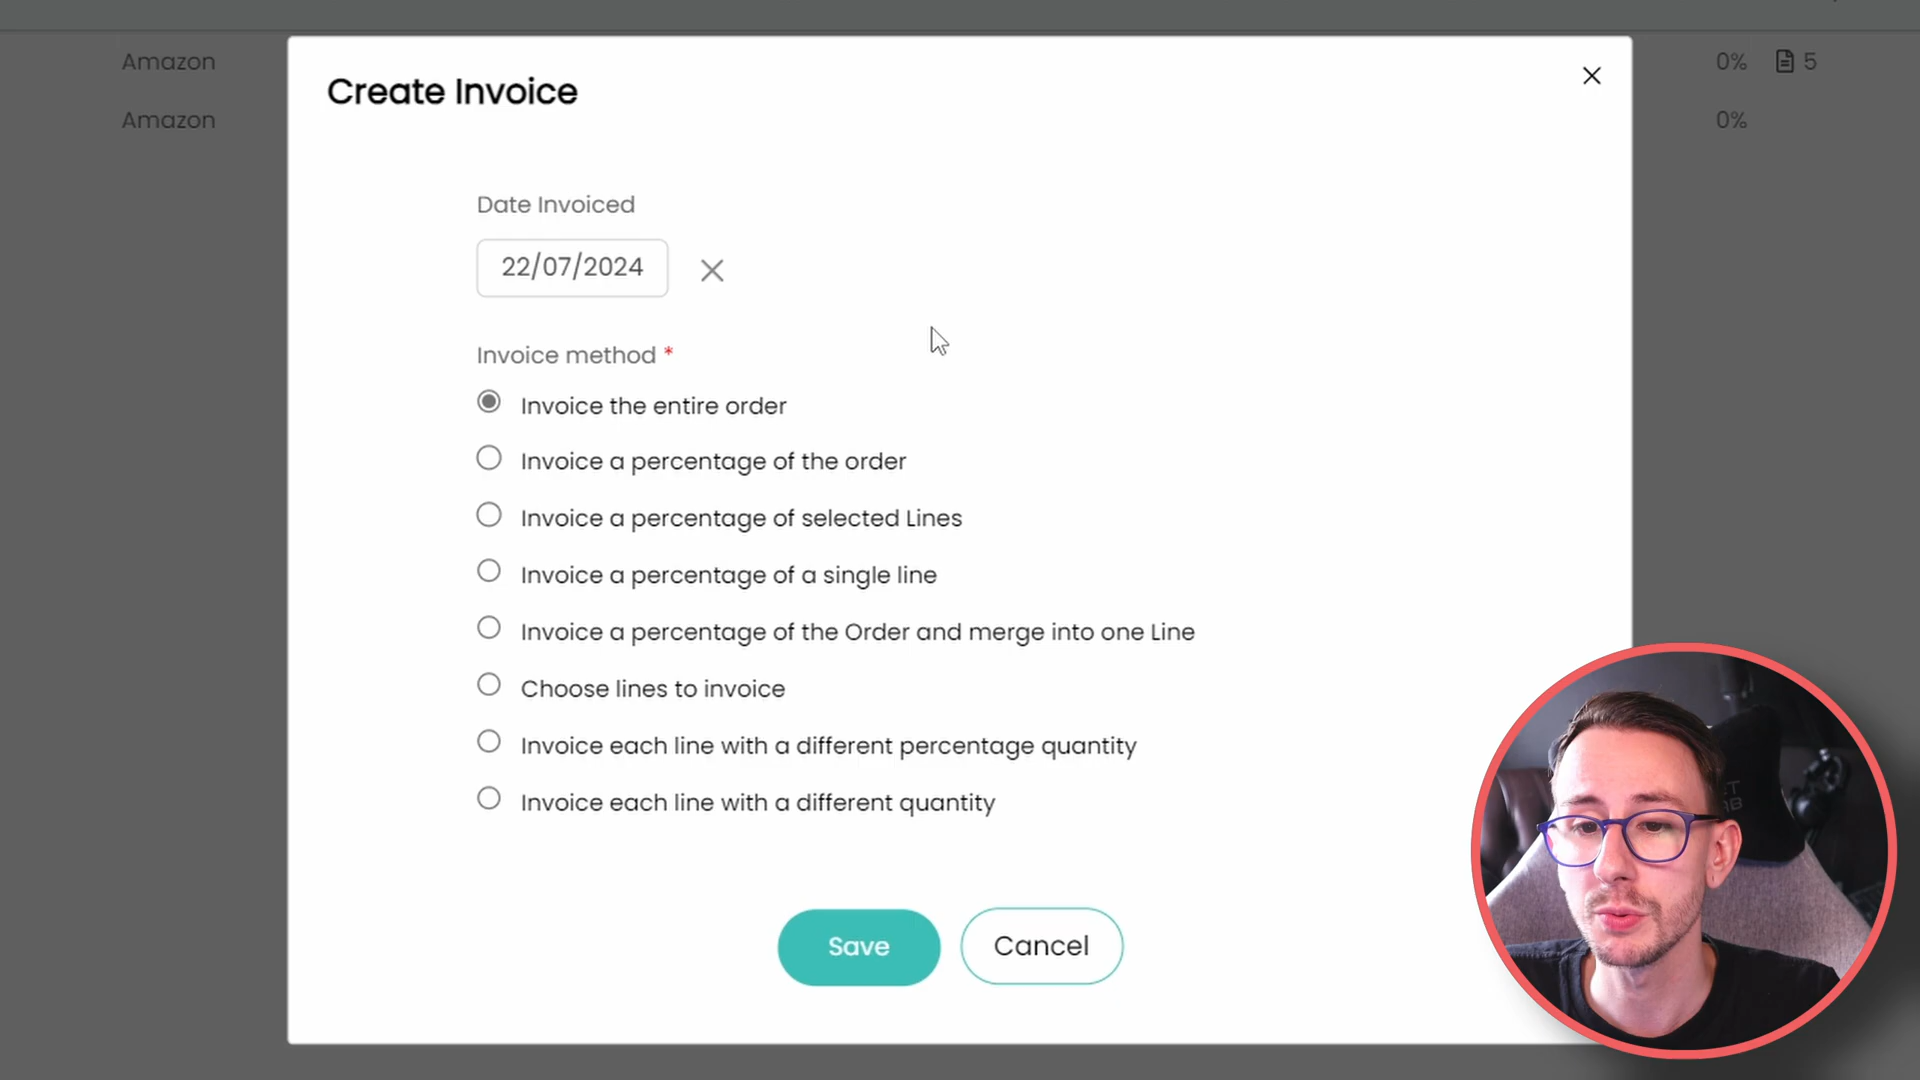 Amazon
0%
5
Amazon
0%
Create Invoice
Date Invoiced
22/07/2024
Invoice method *
Invoice the entire order
Invoice a percentage of the order
Invoice a percentage of selected Lines
Invoice a percentage of a single line
Invoice a percentage of the Order and merge into one Line
Choose lines to invoice
Invoice each line with a different percentage quantity
Invoice each line with a different quantity
Save
Cancel